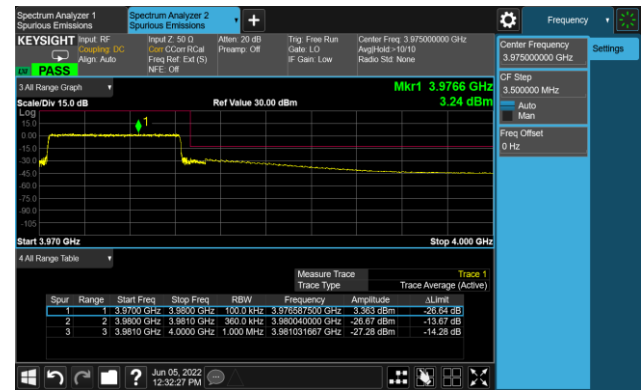 Spectrum Analyzer 1
Spurious Emissions
Spectrum Analyzer 2
Spurious Emissions
Frequency
KEYSIGHT
Input: RF
Coupling: DC
Align: Auto
Input Z: 50 Ω
Corr CCorr RCal
Freq Ref: Ext (S)
NFE: Off
Atten: 20 dB
Preamp: Off
Trig: Free Run
Gate: LO
IF Gain: Low
Center Freq: 3.975000000 GHz
Avg|Hold:>10/10
Radio Std: None
PASS
Center Frequency
3.975000000 GHz
Settings
CF Step
3.500000 MHz
Auto
Man
Freq Offset
0 Hz
3 All Range Graph
Mkr1 3.9766 GHz
3.24 dBm
Scale/Div 15.0 dB
Ref Value 30.00 dBm
Log
15.0
0.00
-15.0
-30.0
-45.0
-60.0
-75.0
-90.0
-105
1
Start 3.970 GHz
Stop 4.000 GHz
4 All Range Table
Measure Trace Trace 1
Trace Type Trace Average (Active)
Spur Range Start Freq Stop Freq RBW Frequency Amplitude ΔLimit
1 1 3.9700 GHz 3.9800 GHz 100.0 kHz 3.976587500 GHz 3.363 dBm -26.64 dB
2 2 3.9800 GHz 3.9810 GHz 360.0 kHz 3.980040000 GHz -26.67 dBm -13.67 dB
3 3 3.9810 GHz 4.0000 GHz 1.000 MHz 3.981031667 GHz -27.28 dBm -14.28 dB
Jun 05, 2022
12:32:27 PM